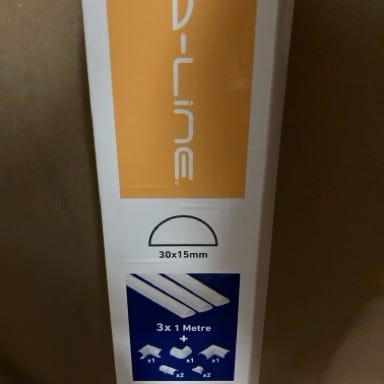 D-LINE
30x15mm
3x 1 Metre
+
x1 x1 x1
x2 x2